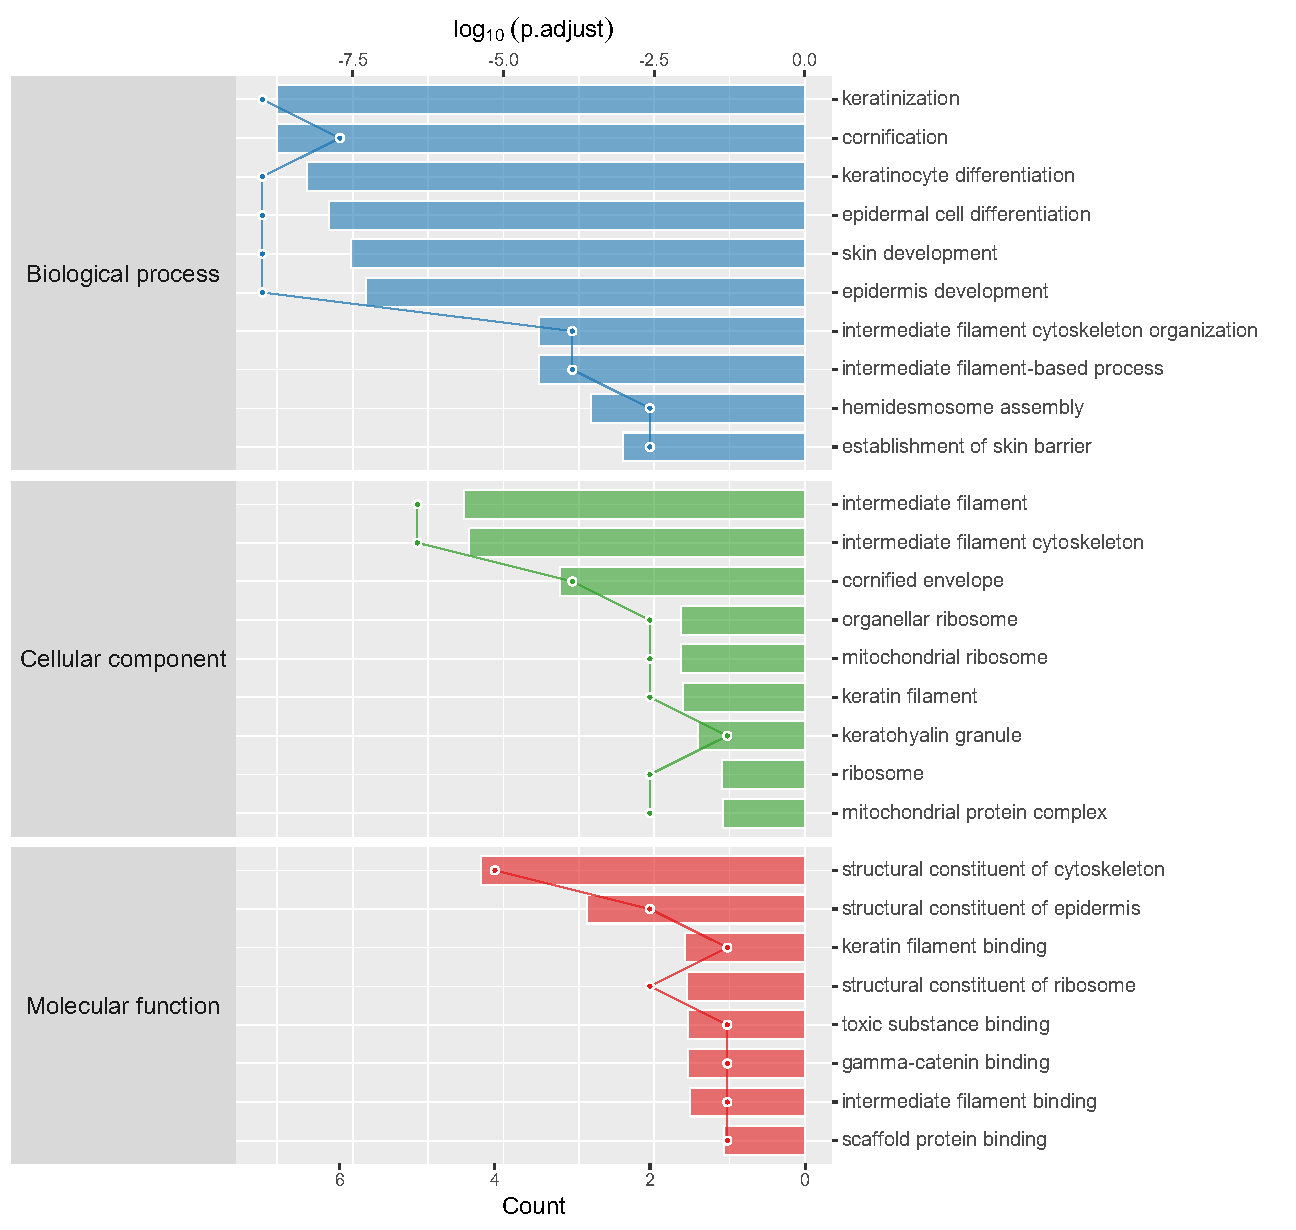 log10 (p.adjust)
-7.5 -5.0 -2.5 0.0
Biological process
keratinization
cornification
keratinocyte differentiation
epidermal cell differentiation
skin development
epidermis development
intermediate filament cytoskeleton organization
intermediate filament-based process
hemidesmosome assembly
establishment of skin barrier
Cellular component
intermediate filament
intermediate filament cytoskeleton
cornified envelope
organellar ribosome
mitochondrial ribosome
keratin filament
keratohyalin granule
ribosome
mitochondrial protein complex
Molecular function
structural constituent of cytoskeleton
structural constituent of epidermis
keratin filament binding
structural constituent of ribosome
toxic substance binding
gamma-catenin binding
intermediate filament binding
scaffold protein binding
6 4 2 0
Count